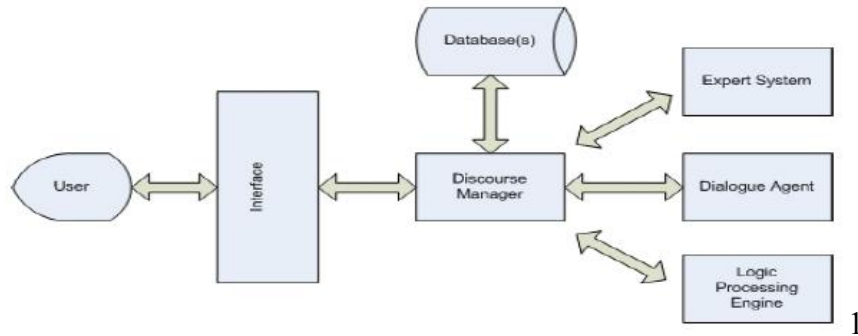 Database(s)
Expert System
User
Interface
Discourse
Manager
Dialogue Agent
Logic
Processing
Engine
1